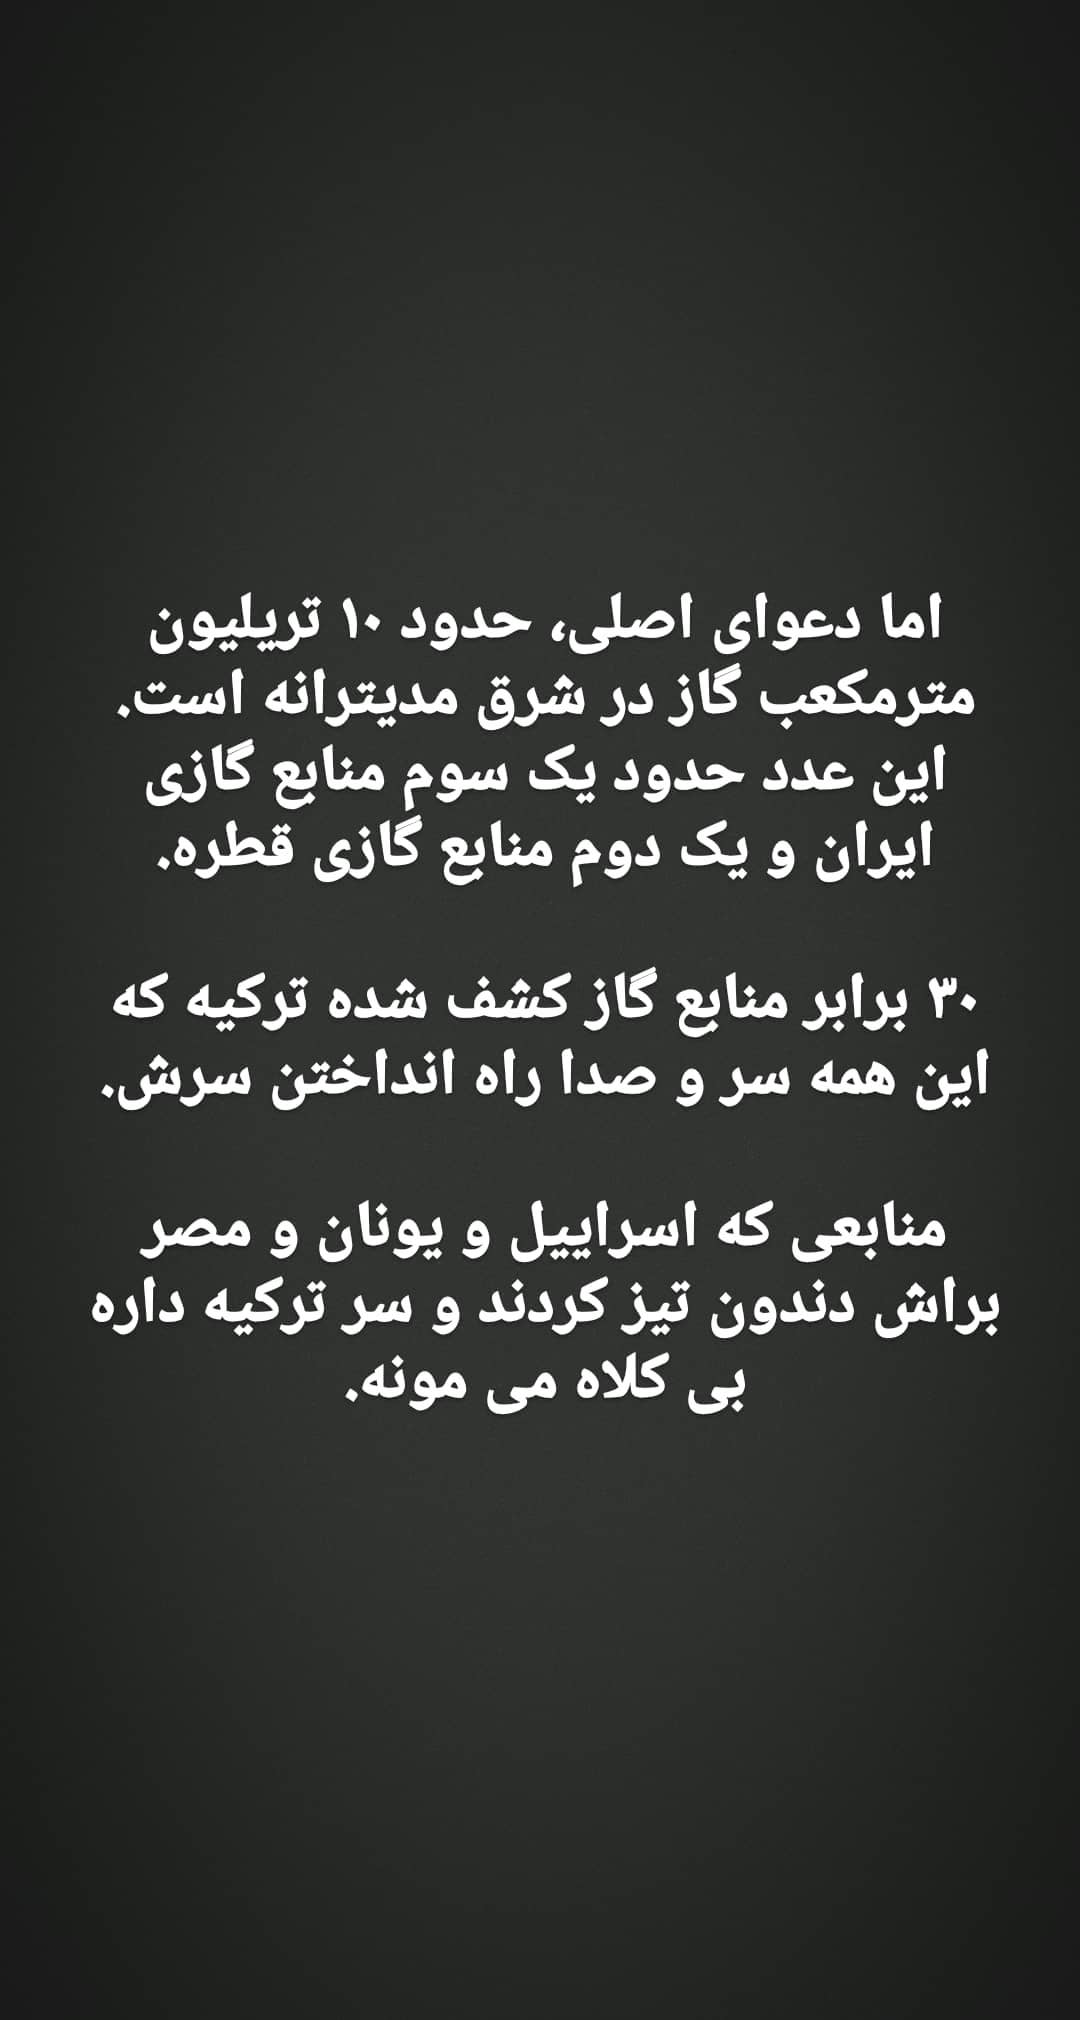 اما دعوای اصلی، حدود ۱۰ تریلیون
مترمکعب گاز در شرق مدیترانه است.
این عدد حدود یک سوم منابع گازی
ایران و یک دوم منابع گازی قطره.
۳۰ برابر منابع گاز کشف شده ترکیه که
این همه سر و صدا راه انداختن سرش.
منابعی که اسراییل و یونان و مصر
براش دندون تیز کردند و سر ترکیه داره
بی کلاه می مونه.